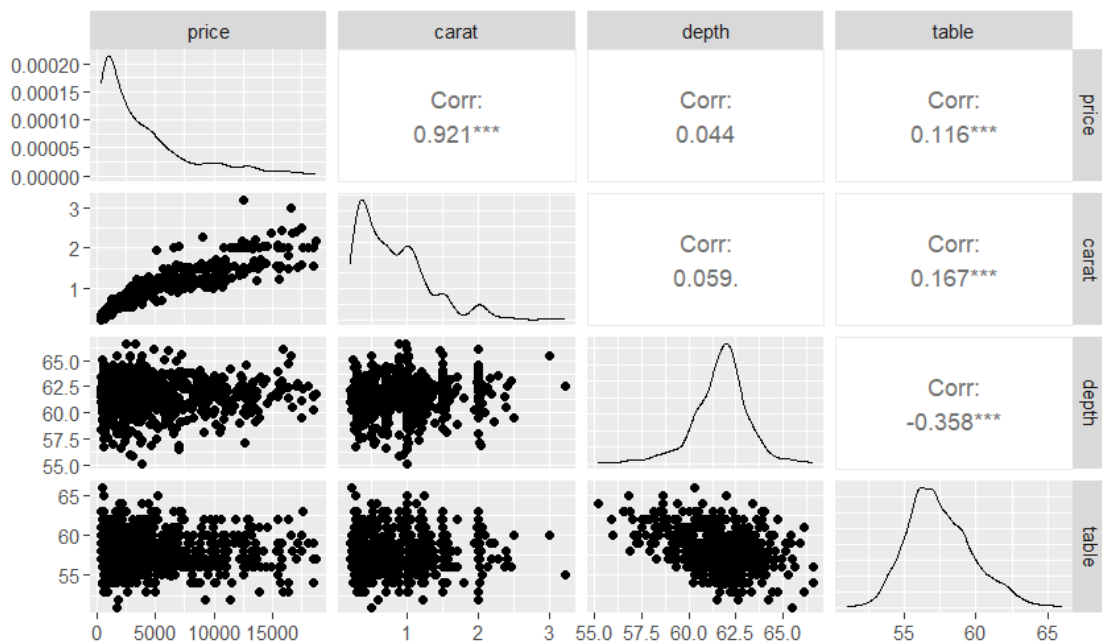 price carat depth table
0.00020
0.00015
0.00010
0.00005
0.00000
Corr:
0.921***
Corr:
0.044
Corr:
0.116***
price
3
2
1
Corr:
0.059.
Corr:
0.167***
carat
65.0
62.5
60.0
57.5
55.0
Corr:
-0.358***
depth
65
60
55
table
0 5000 10000 15000 1 2 3 55.0 57.5 60.0 62.5 65.0 55 60 65